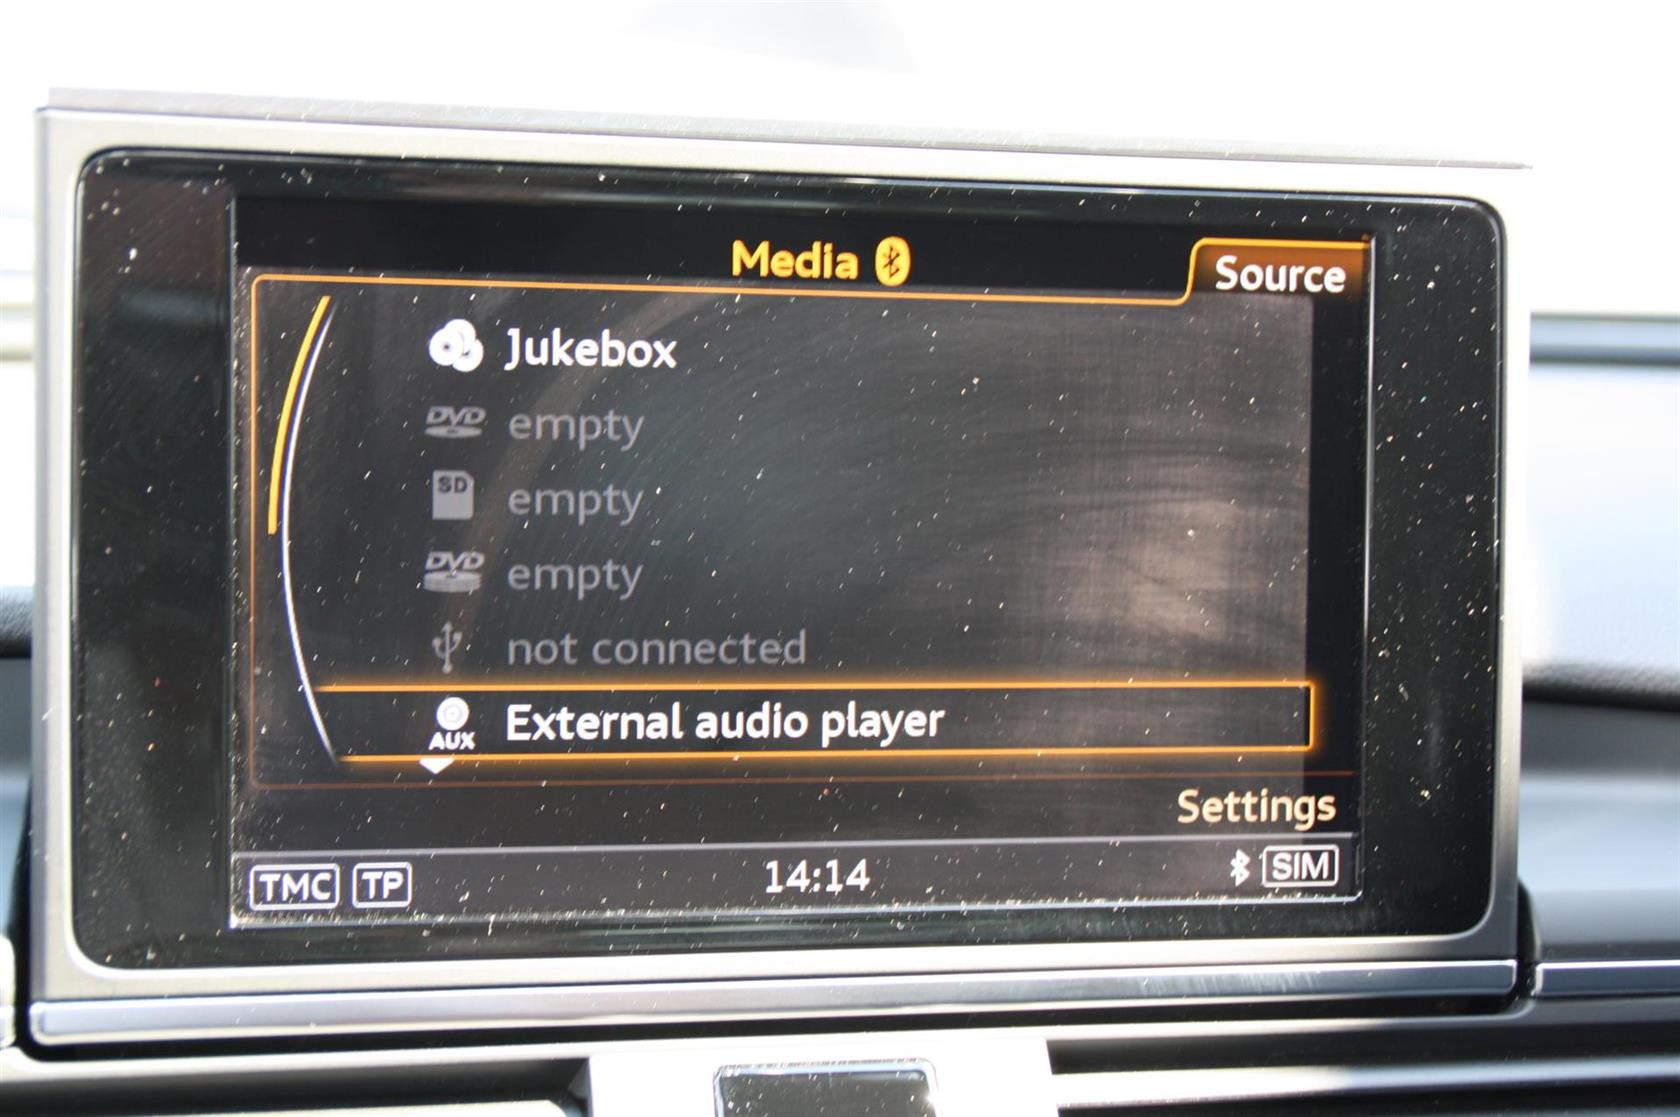 Media
Source
Jukebox
DVD empty
SD empty
DVD empty
not connected
AUX External audio player
Settings
TMC TP 14:14 SIM